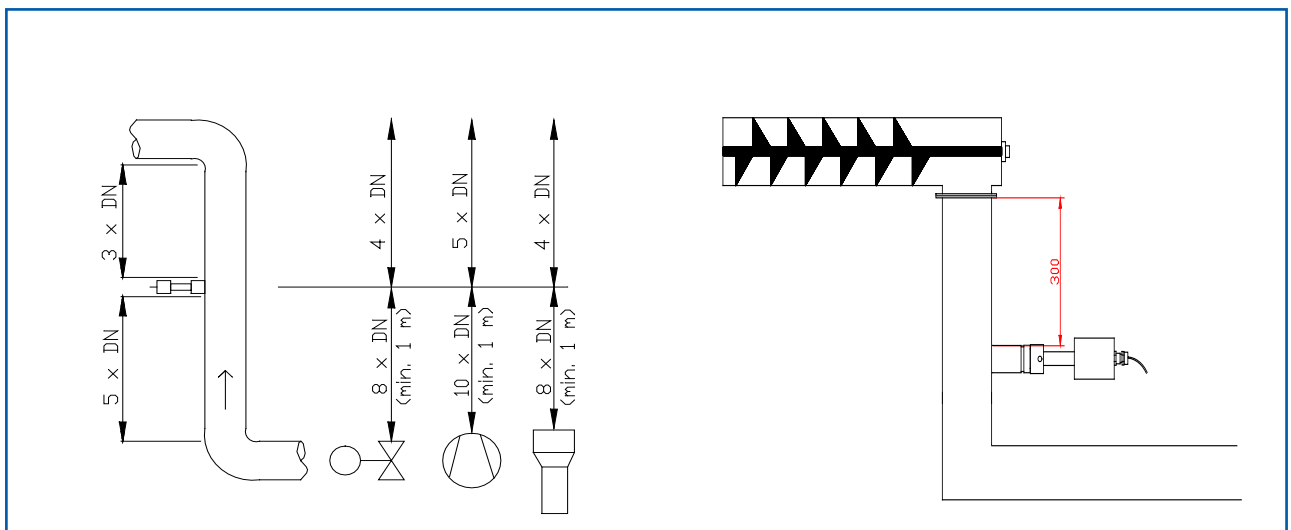 3 x DN
5 x DN
4 x DN
8 x DN
(min. 1 m)
5 x DN
10 x DN
(min. 1 m)
4 x DN
8 x DN
(min. 1 m)
300